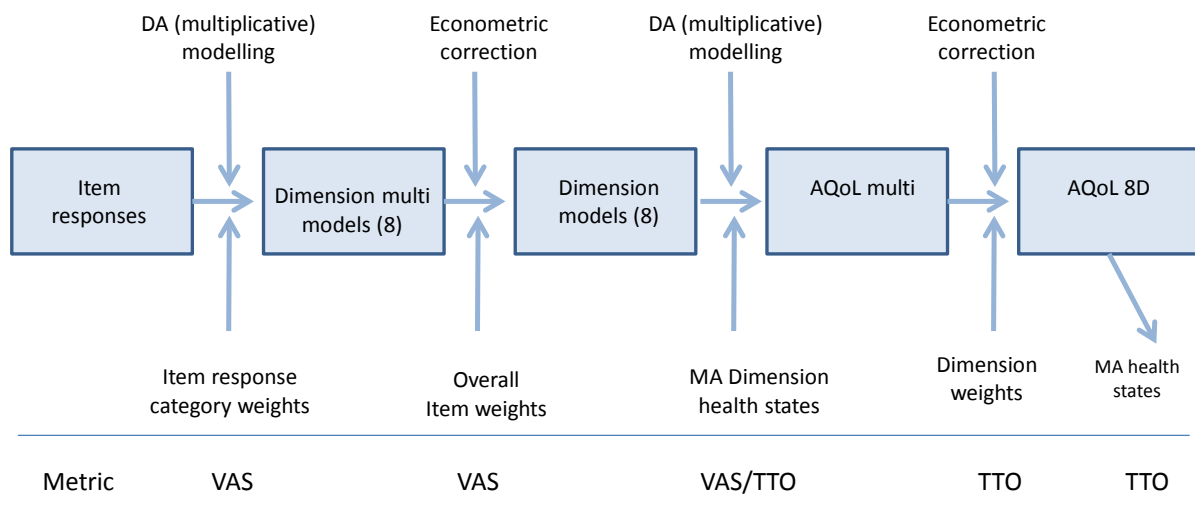 DA (multiplicative)
modelling
Econometric
correction
DA (multiplicative)
modelling
Econometric
correction
Item
responses
Dimension multi
models (8)
Dimension
models (8)
AQoL multi
AQoL 8D
Item response
category weights
Overall
Item weights
MA Dimension
health states
Dimension
weights
MA health
states
Metric VAS VAS VAS/TTO TTO TTO